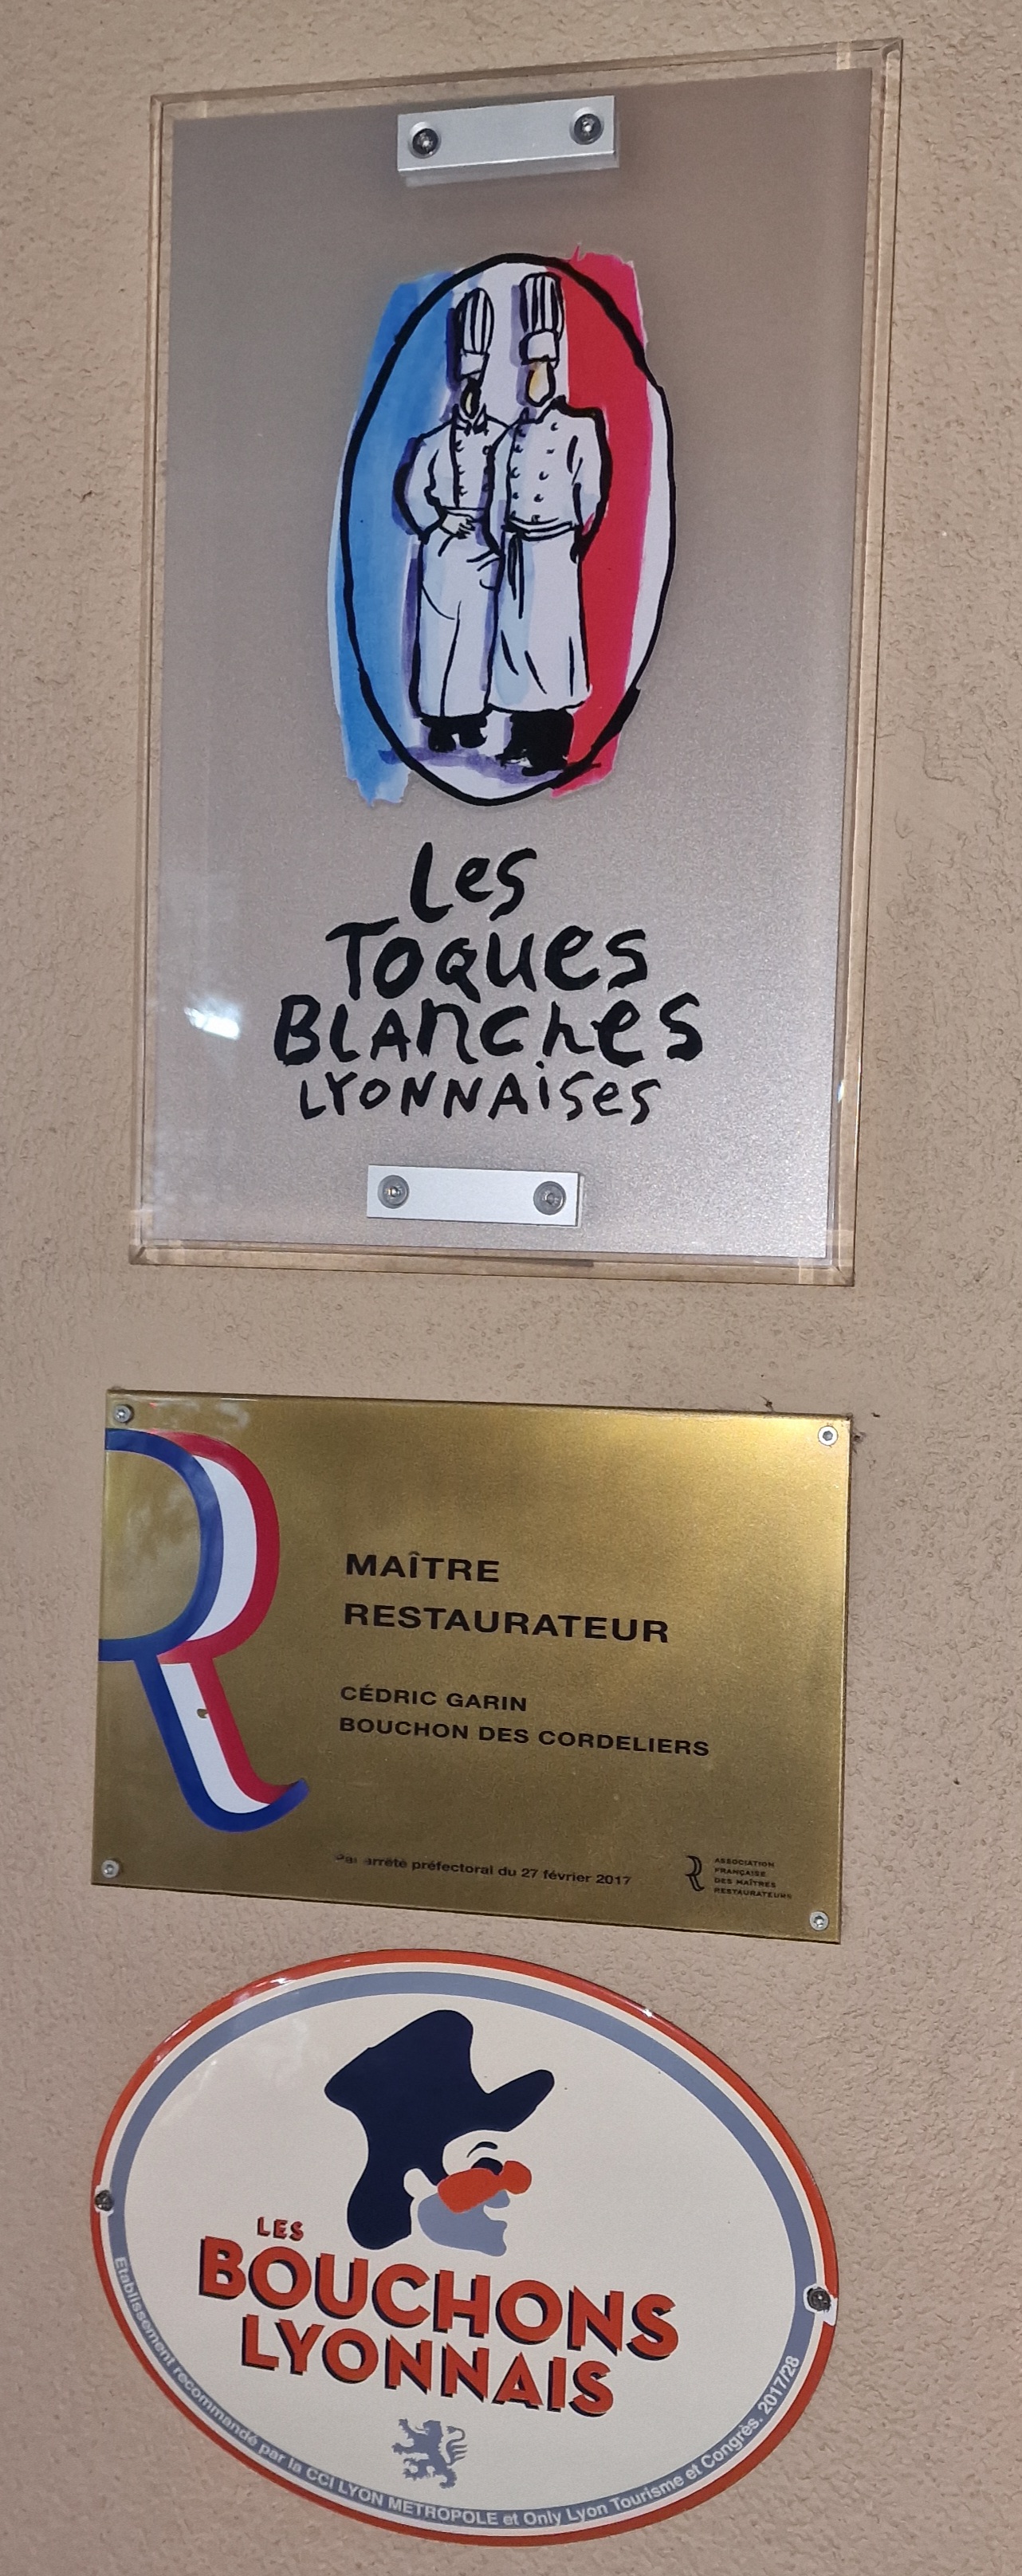 Les
Toques
Blanches
Lyonnaises
MAÎTRE
RESTAURATEUR
CÉDRIC GARIN
BOUCHON DES CORDELIERS
Par arrêté préfectoral du 27 février 2017
ASSOCIATION
FRANÇAISE
DES MAÎTRES
RESTAURATEURS
LES
BOUCHONS
LYONNAIS
Etablissement recommandé par la CCI LYON METROPOLE et Only Lyon Tourisme et Congrès. 2017/28